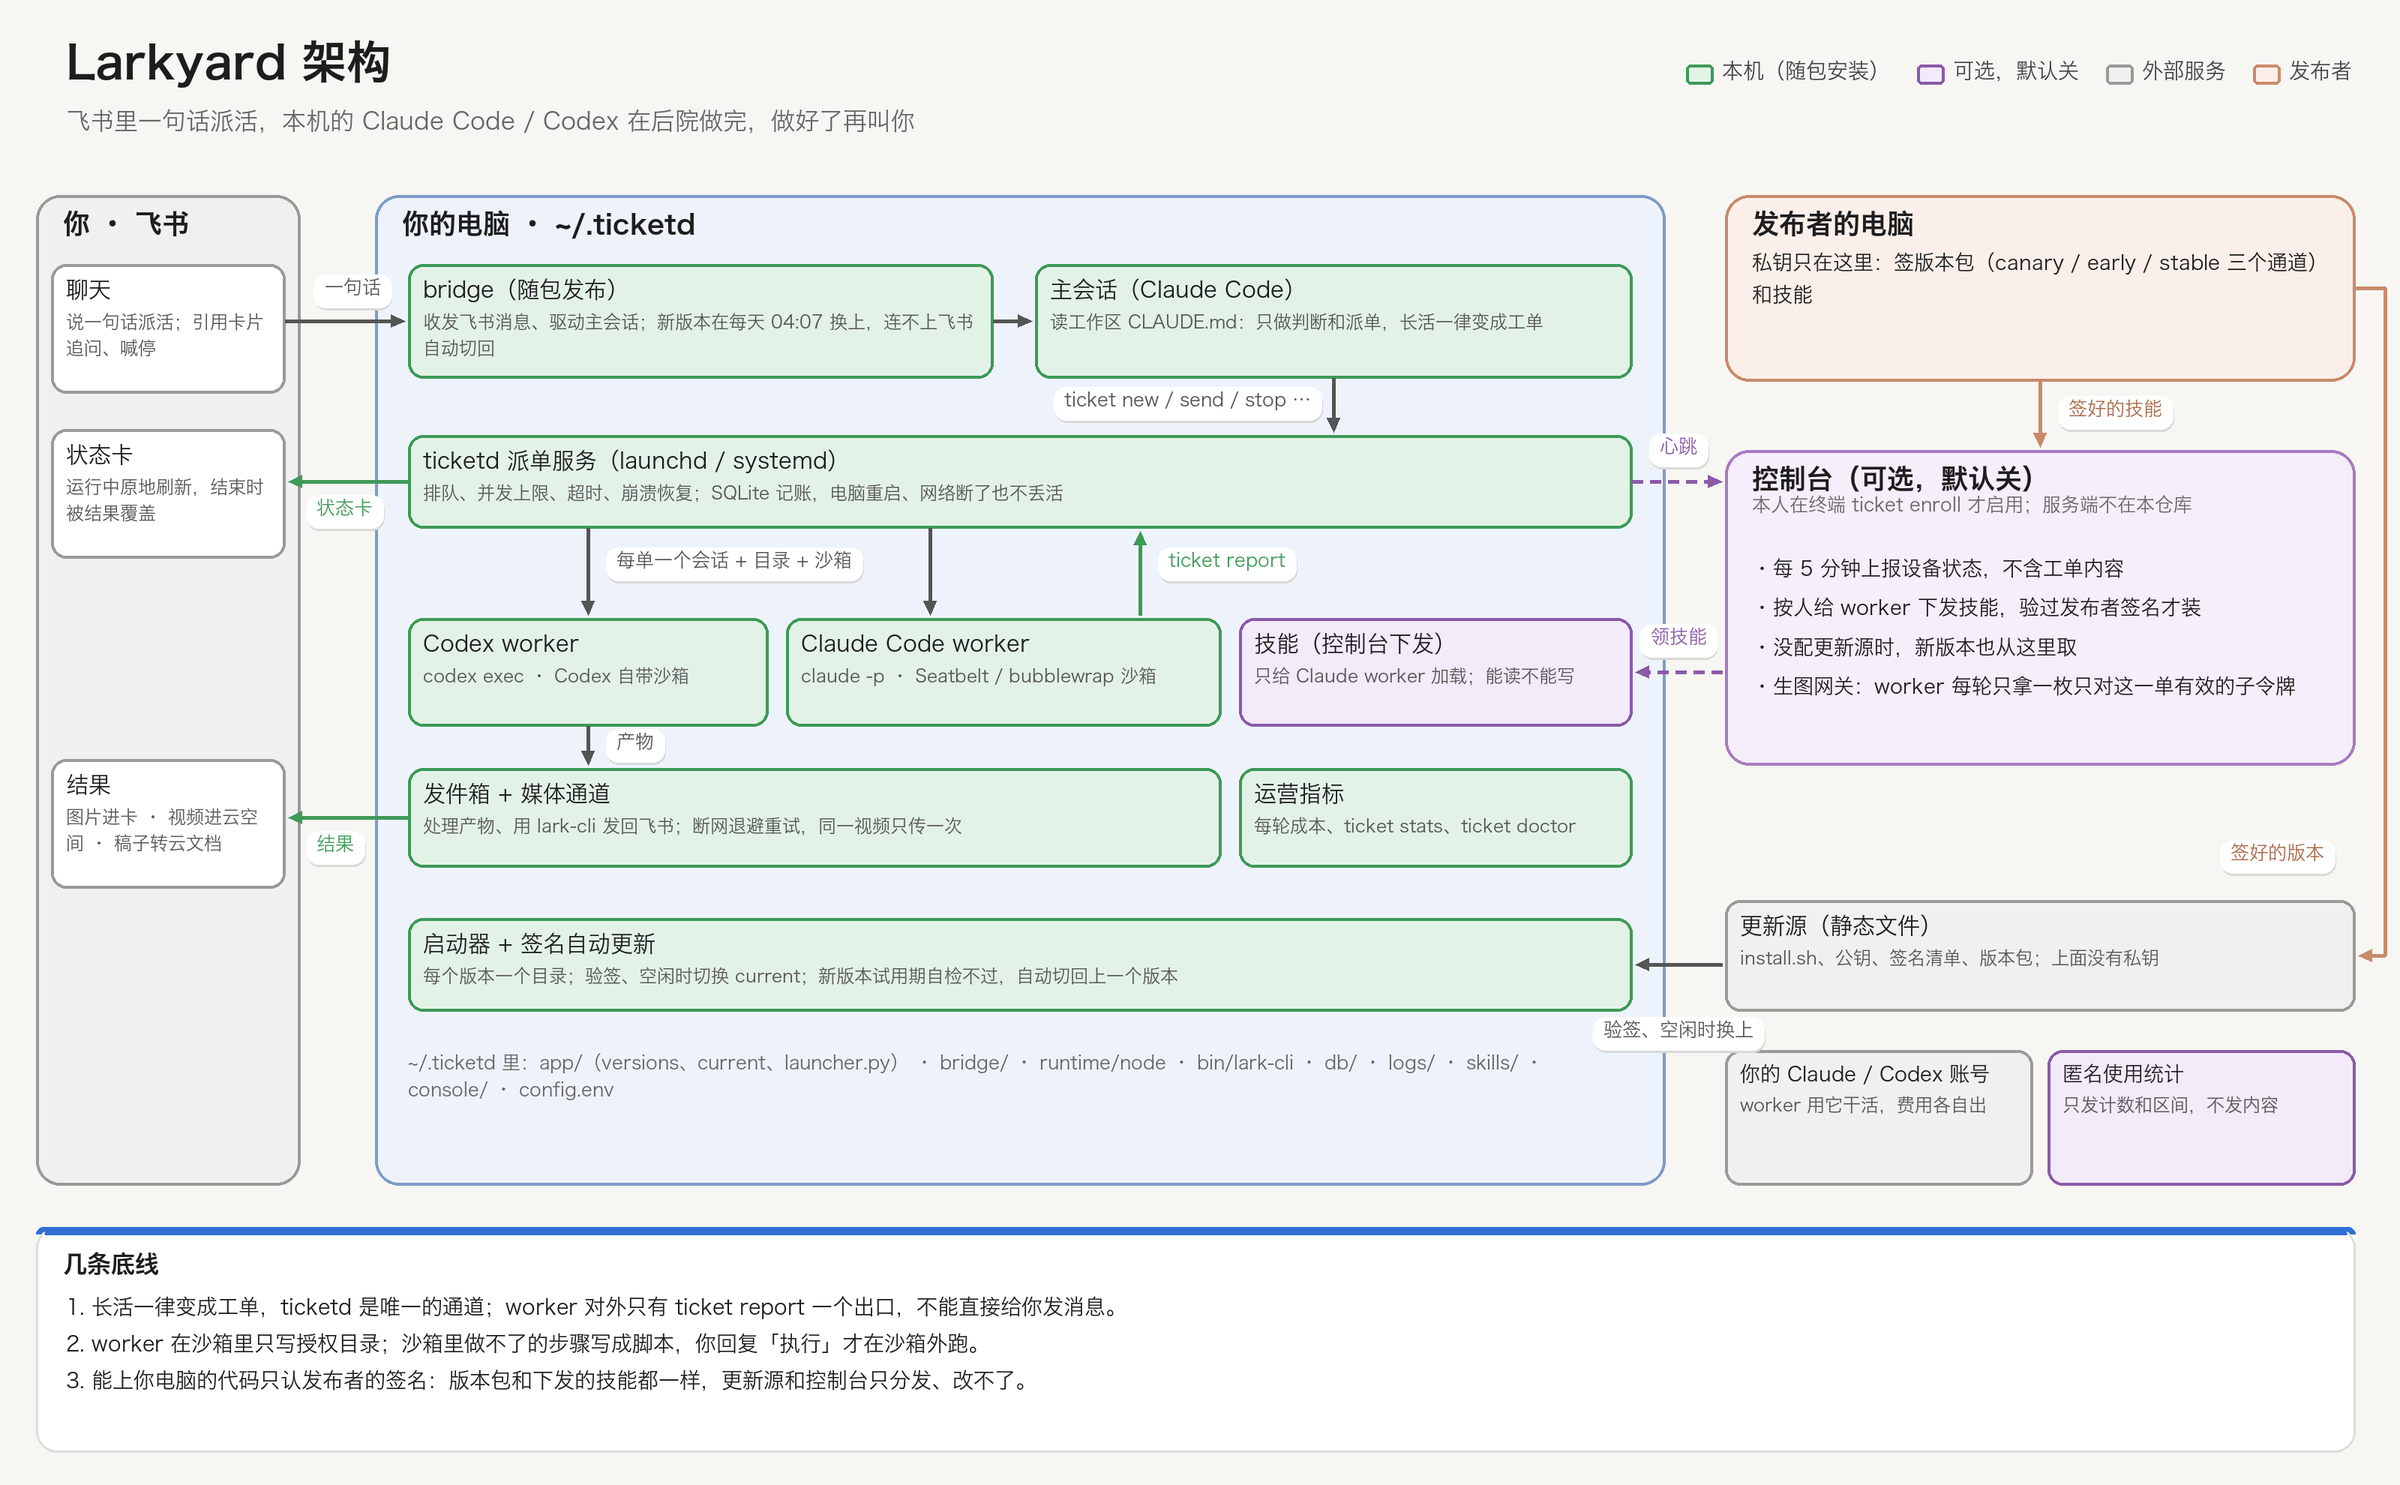 Larkyard 架构
飞书里一句话派活，本机的 Claude Code / Codex 在后院做完，做好了再叫你
本机（随包安装）
可选，默认关
外部服务
发布者
你 · 飞书
聊天
说一句话派活；引用卡片
追问、喊停
状态卡
运行中原地刷新，结束时
被结果覆盖
结果
图片进卡 · 视频进云空
间 · 稿子转云文档
一句话
状态卡
结果
你的电脑 · ~/.ticketd
bridge（随包发布）
收发飞书消息、驱动主会话；新版本在每天 04:07 换上，连不上飞书
自动切回
主会话（Claude Code）
读工作区 CLAUDE.md：只做判断和派单，长活一律变成工单
ticket new / send / stop ⋯
ticketd 派单服务（launchd / systemd）
排队、并发上限、超时、崩溃恢复；SQLite 记账，电脑重启、网络断了也不丢活
每单一个会话 + 目录 + 沙箱
ticket report
Codex worker
codex exec · Codex 自带沙箱
Claude Code worker
claude -p · Seatbelt / bubblewrap 沙箱
技能（控制台下发）
只给 Claude worker 加载；能读不能写
产物
发件箱 + 媒体通道
处理产物、用 lark-cli 发回飞书；断网退避重试，同一视频只传一次
运营指标
每轮成本、ticket stats、ticket doctor
启动器 + 签名自动更新
每个版本一个目录；验签、空闲时切换 current；新版本试用期自检不过，自动切回上一个版本
~/.ticketd 里：app/（versions、current、launcher.py） · bridge/ · runtime/node · bin/lark-cli · db/ · logs/ · skills/ ·
console/ · config.env
心跳
领技能
验签、空闲时换上
发布者的电脑
私钥只在这里：签版本包（canary / early / stable 三个通道）
和技能
签好的技能
控制台（可选，默认关）
本人在终端 ticket enroll 才启用；服务端不在本仓库
· 每 5 分钟上报设备状态，不含工单内容
· 按人给 worker 下发技能，验过发布者签名才装
· 没配更新源时，新版本也从这里取
· 生图网关：worker 每轮只拿一枚只对这一单有效的子令牌
签好的版本
更新源（静态文件）
install.sh、公钥、签名清单、版本包；上面没有私钥
你的 Claude / Codex 账号
worker 用它干活，费用各自出
匿名使用统计
只发计数和区间，不发内容
几条底线
1. 长活一律变成工单，ticketd 是唯一的通道；worker 对外只有 ticket report 一个出口，不能直接给你发消息。
2. worker 在沙箱里只写授权目录；沙箱里做不了的步骤写成脚本，你回复「执行」才在沙箱外跑。
3. 能上你电脑的代码只认发布者的签名：版本包和下发的技能都一样，更新源和控制台只分发、改不了。